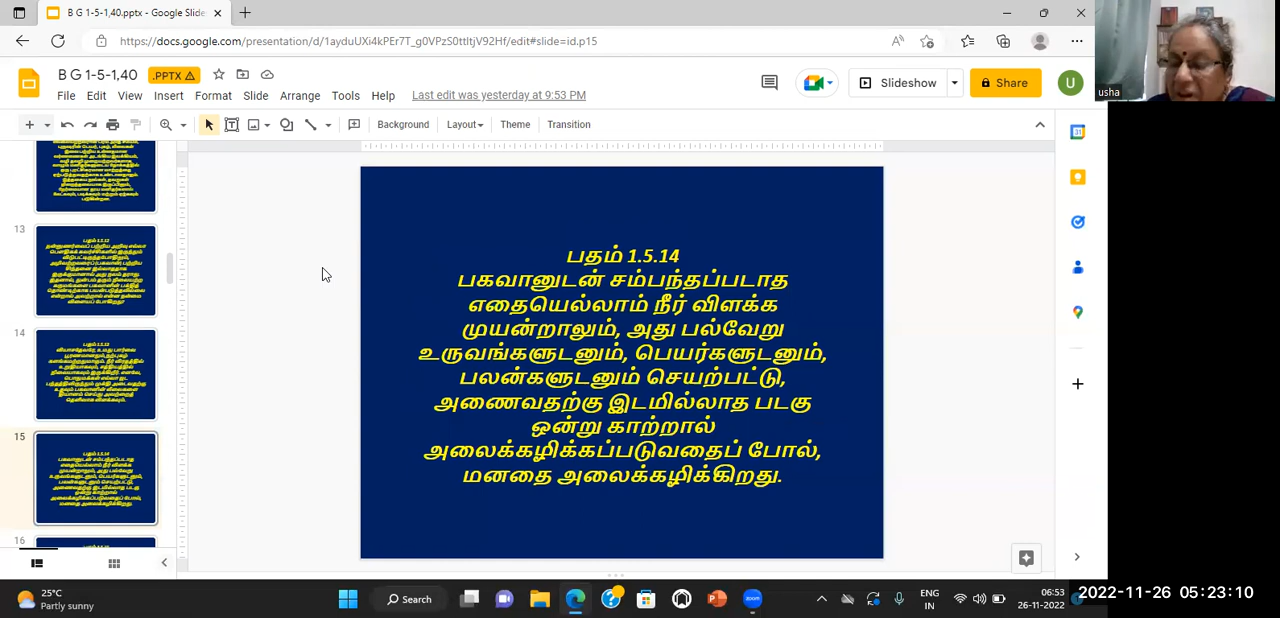 B G 1-5-1,40.pptx - Google Slide
https://docs.google.com/presentation/d/1ayduUXi4kPEr7T_g0VPzS0ttltjV92Hf/edit#slide=id.p15
usha
B G 1-5-1,40 .PPTX
File Edit View Insert Format Slide Arrange Tools Help Last edit was yesterday at 9:53 PM
Slideshow
Share
U
Background Layout Theme Transition
13
14
15
16
பதம் 1.5.14
பகவானுடன் சம்பந்தப்படாத
எதையெல்லாம் நீர் விளக்க
முயன்றாலும், அது பல்வேறு
உருவங்களுடனும், பெயர்களுடனும்,
பலன்களுடனும் செயற்பட்டு,
அணைவதற்கு இடமில்லாத படகு
ஒன்று காற்றால்
அலைக்கழிக்கப்படுவதைப் போல்,
மனதை அலைக்கழிக்கிறது.
25°C
Partly sunny
Search
ENG
IN
06:53
26-11-2022
2022-11-26 05:23:10